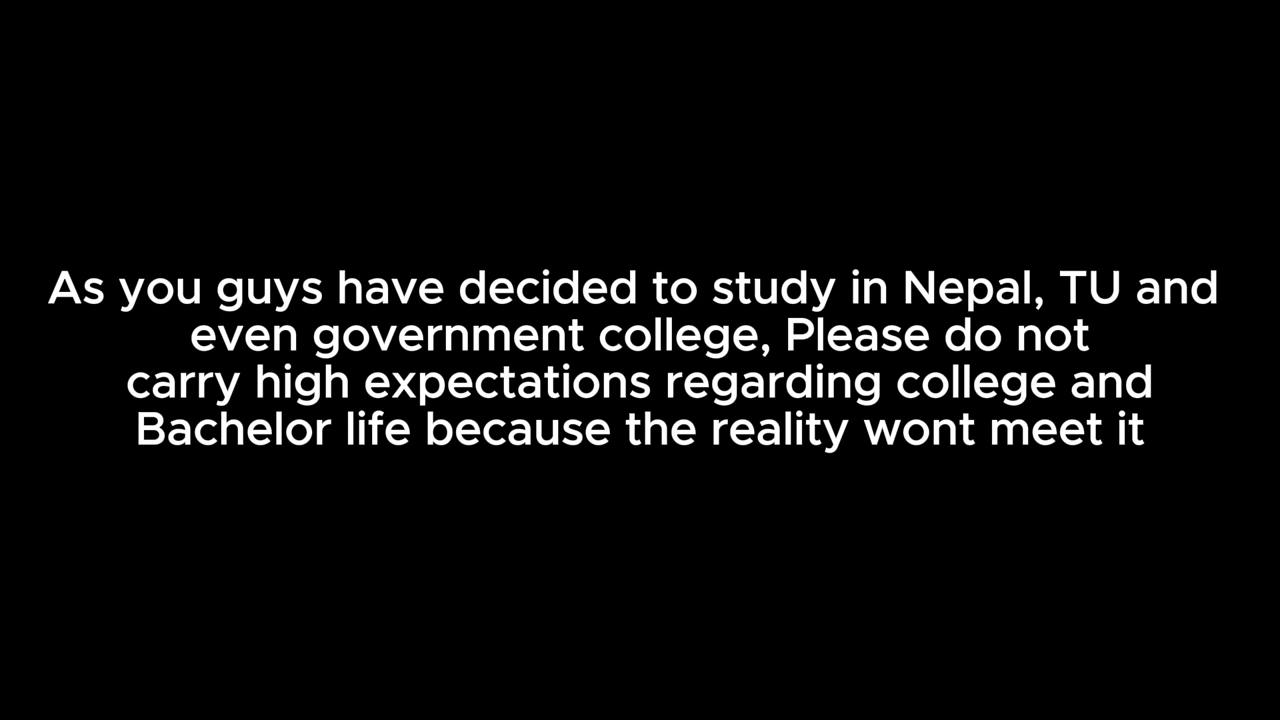 As you guys have decided to study in Nepal, TU and
even government college, Please do not
carry high expectations regarding college and
Bachelor life because the reality wont meet it